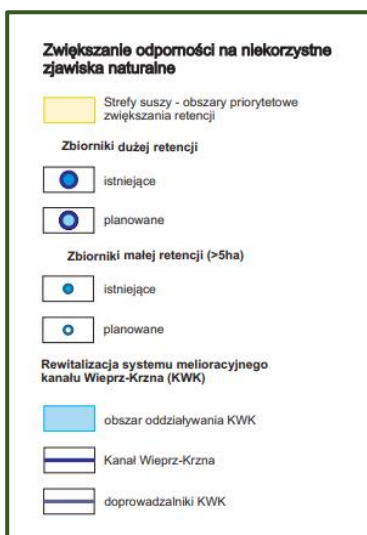 Zwiększanie odporności na niekorzystne
zjawiska naturalne
Strefy suszy - obszary priorytetowe
zwiększania retencji
Zbiorniki dużej retencji
istniejące
planowane
Zbiorniki małej retencji (>5ha)
istniejące
planowane
Rewitalizacja systemu melioracyjnego
kanału Wieprz-Krzna (KWK)
obszar oddziaływania KWK
Kanał Wieprz-Krzna
doprowadzalniki KWK